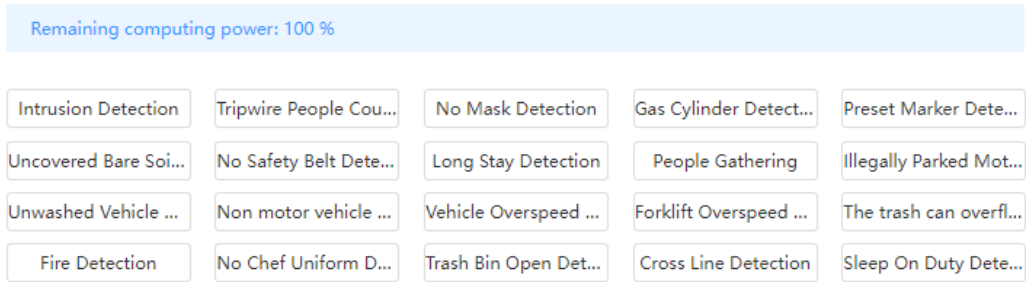 Remaining computing power: 100 %
Intrusion Detection
Tripwire People Cou...
No Mask Detection
Gas Cylinder Detect...
Preset Marker Dete...
Uncovered Bare Soi...
No Safety Belt Dete...
Long Stay Detection
People Gathering
Illegally Parked Mot...
Unwashed Vehicle ...
Non motor vehicle ...
Vehicle Overspeed ...
Forklift Overspeed ...
The trash can overfl...
Fire Detection
No Chef Uniform D...
Trash Bin Open Det...
Cross Line Detection
Sleep On Duty Dete...